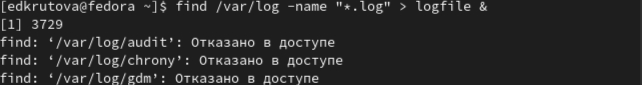 [edkrutova@fedora ~]$ find /var/log -name "*.log" > logfile &
[1] 3729
find: ‘/var/log/audit’: Отказано в доступе
find: ‘/var/log/chrony’: Отказано в доступе
find: ‘/var/log/gdm’: Отказано в доступе